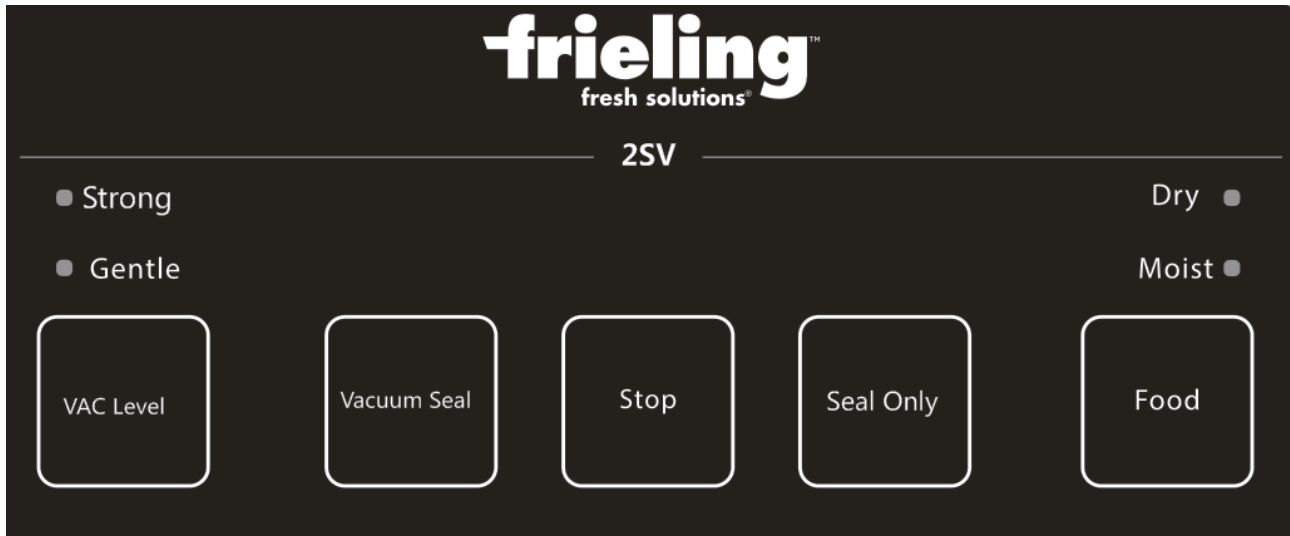 frieling™
fresh solutions®
2SV
Strong
Dry
Gentle
Moist
VAC Level
Vacuum Seal
Stop
Seal Only
Food